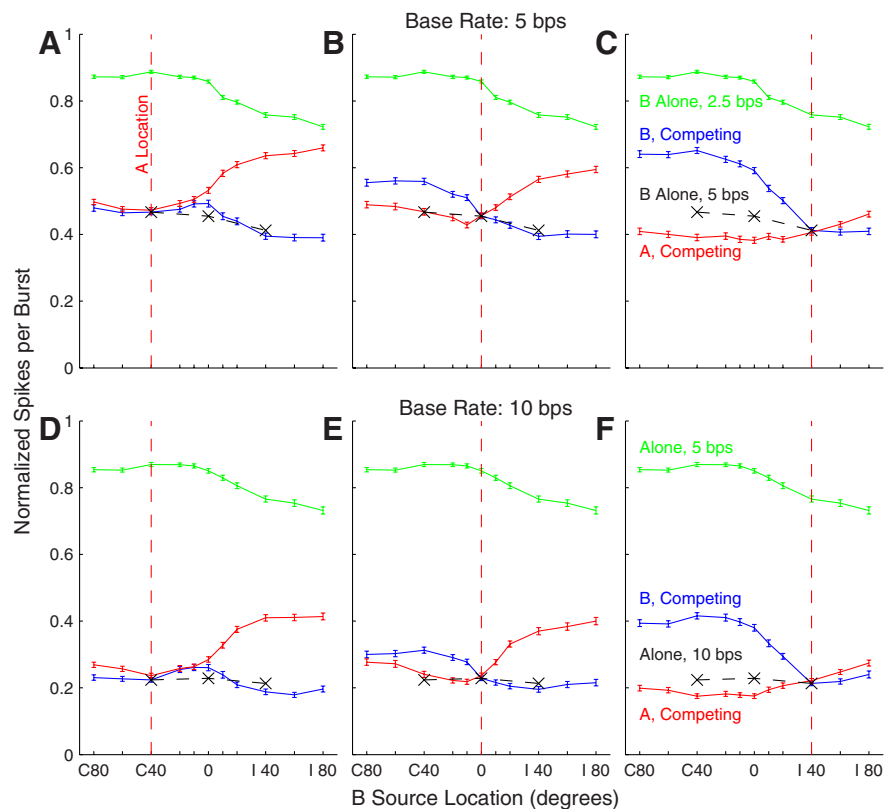 Base Rate: 5 bps
A
B
C
Normalized Spikes per Burst
1
0.8
0.6
0.4
0.2
0
A Location
B Alone, 2.5 bps
B, Competing
B Alone, 5 bps
A, Competing
Base Rate: 10 bps
D
E
F
1
0.8
0.6
0.4
0.2
0
Alone, 5 bps
B, Competing
Alone, 10 bps
A, Competing
C80 C40 0 I 40 I 80
C80 C40 0 I 40 I 80
C80 C40 0 I 40 I 80
B Source Location (degrees)